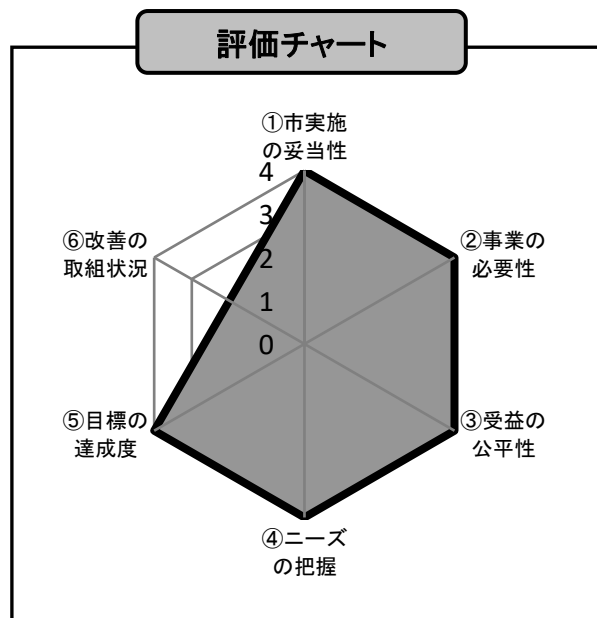 評価チャート
①市実施
の妥当性
4
3
2
1
0
②事業の
必要性
③受益の
公平性
④ニーズ
の把握
⑤目標の
達成度
⑥改善の
取組状況